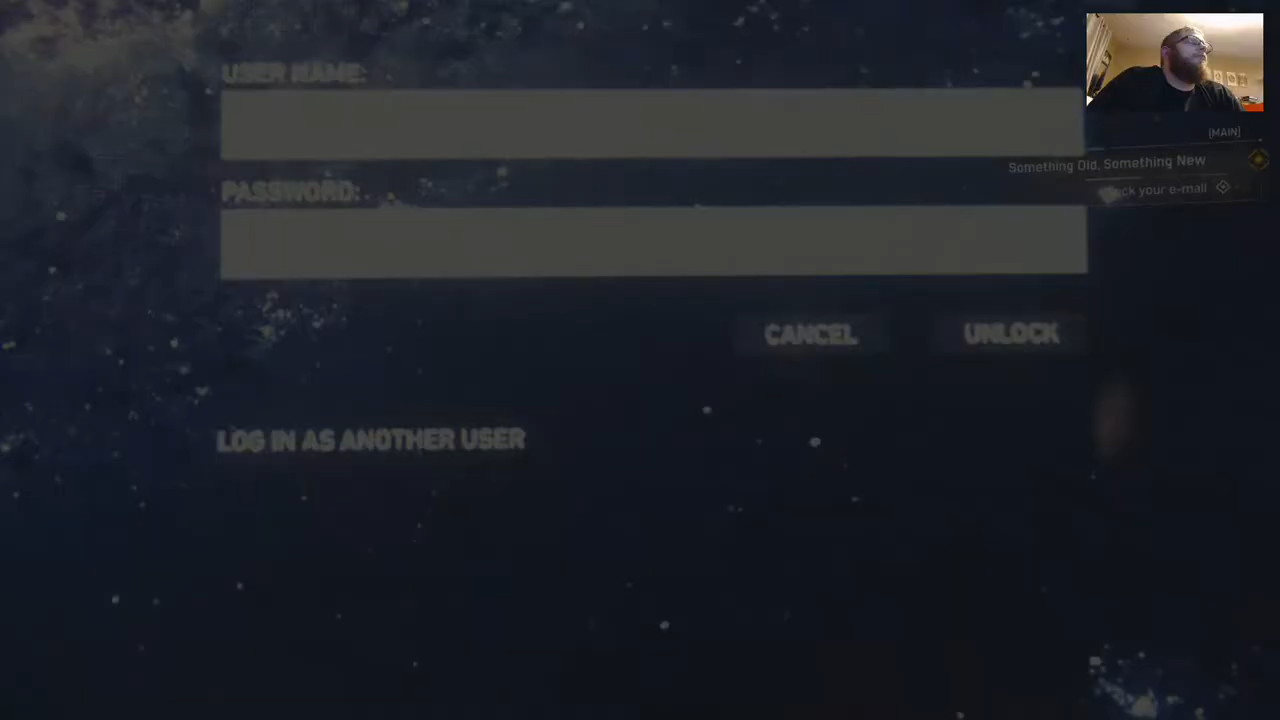 USER NAME:
[MAIN]
Something Old, Something New
PASSWORD:
Check your e-mail
CANCEL
UNLOCK
LOG IN AS ANOTHER USER